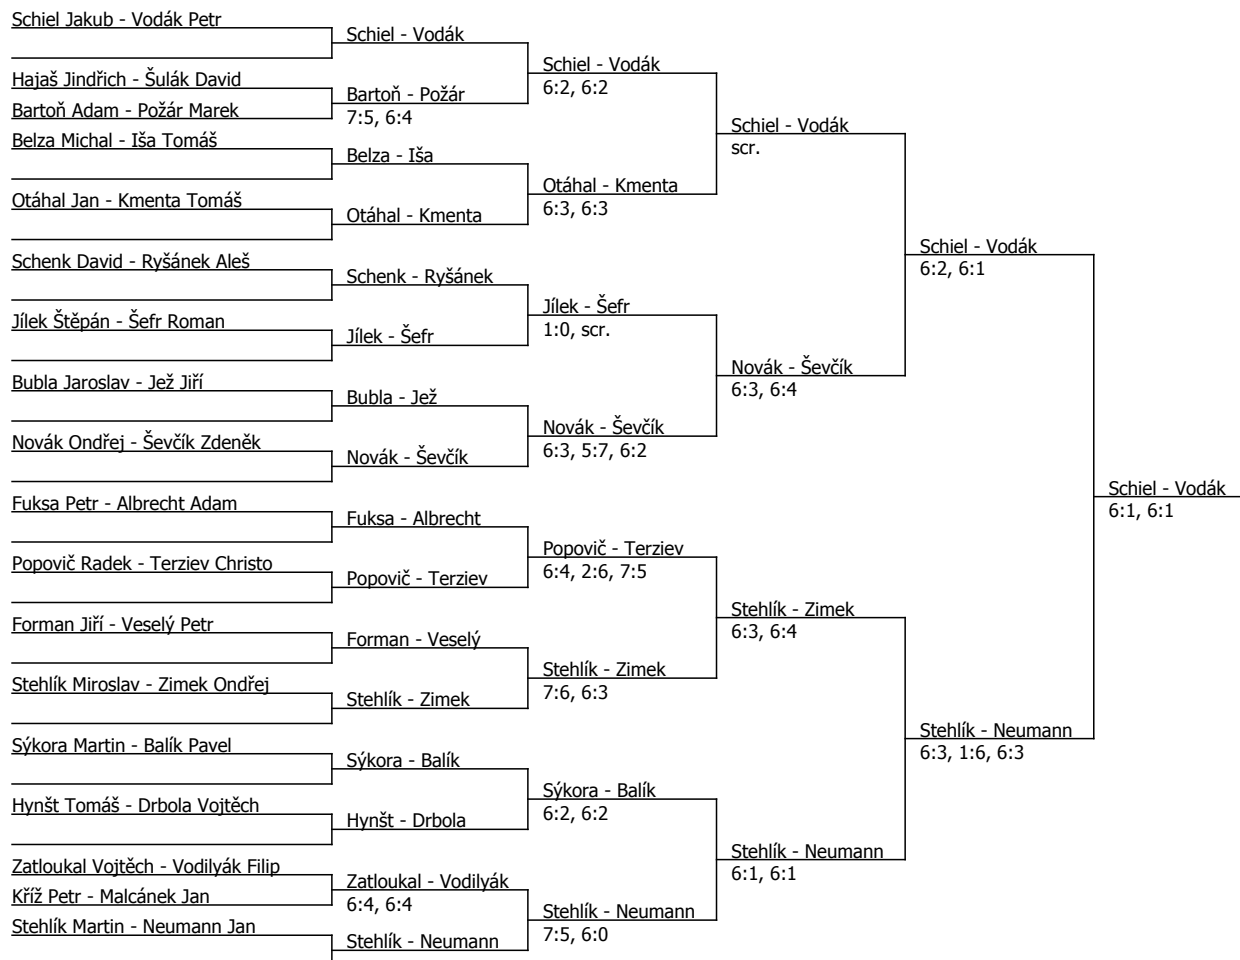 Schiel Jakub - Vodák Petr
Hajaš Jindřich - Šulák David
Bartoň Adam - Požár Marek
Belza Michal - Iša Tomáš
Otáhal Jan - Kmenta Tomáš
Schenk David - Ryšánek Aleš
Jílek Štěpán - Šefr Roman
Bubla Jaroslav - Jež Jiří
Novák Ondřej - Ševčík Zdeněk
Fuksa Petr - Albrecht Adam
Popovič Radek - Terziev Christo
Forman Jiří - Veselý Petr
Stehlík Miroslav - Zimek Ondřej
Sýkora Martin - Balík Pavel
Hynšt Tomáš - Drbola Vojtěch
Zatloukal Vojtěch - Vodilyák Filip
Kříž Petr - Malcánek Jan
Stehlík Martin - Neumann Jan
Schiel - Vodák
Bartoň - Požár
7:5, 6:4
Belza - Iša
Otáhal - Kmenta
Schenk - Ryšánek
Jílek - Šefr
Bubla - Jež
Novák - Ševčík
Fuksa - Albrecht
Popovič - Terziev
Forman - Veselý
Stehlík - Zimek
Sýkora - Balík
Hynšt - Drbola
Zatloukal - Vodilyák
6:4, 6:4
Stehlík - Neumann
Schiel - Vodák
6:2, 6:2
Otáhal - Kmenta
6:3, 6:3
Jílek - Šefr
1:0, scr.
Novák - Ševčík
6:3, 5:7, 6:2
Popovič - Terziev
6:4, 2:6, 7:5
Stehlík - Zimek
7:6, 6:3
Sýkora - Balík
6:2, 6:2
Stehlík - Neumann
7:5, 6:0
Schiel - Vodák
scr.
Novák - Ševčík
6:3, 6:4
Stehlík - Zimek
6:3, 6:4
Stehlík - Neumann
6:1, 6:1
Schiel - Vodák
6:2, 6:1
Stehlík - Neumann
6:3, 1:6, 6:3
Schiel - Vodák
6:1, 6:1